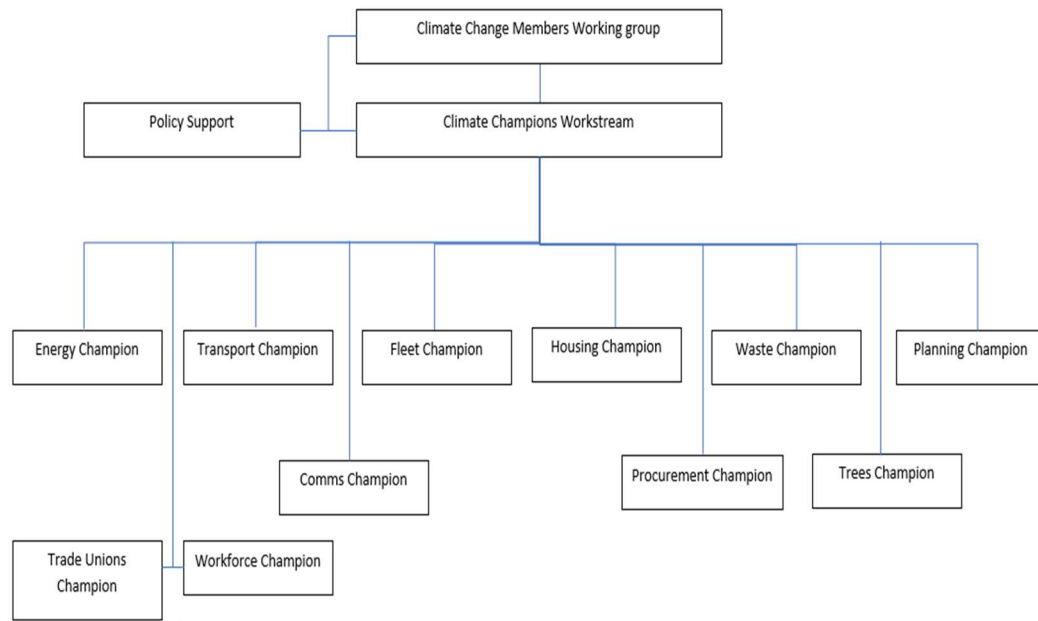 Climate Change Members Working group
Policy Support
Climate Champions Workstream
Energy Champion
Transport Champion
Fleet Champion
Housing Champion
Waste Champion
Planning Champion
Comms Champion
Procurement Champion
Trees Champion
Trade Unions
Champion
Workforce Champion